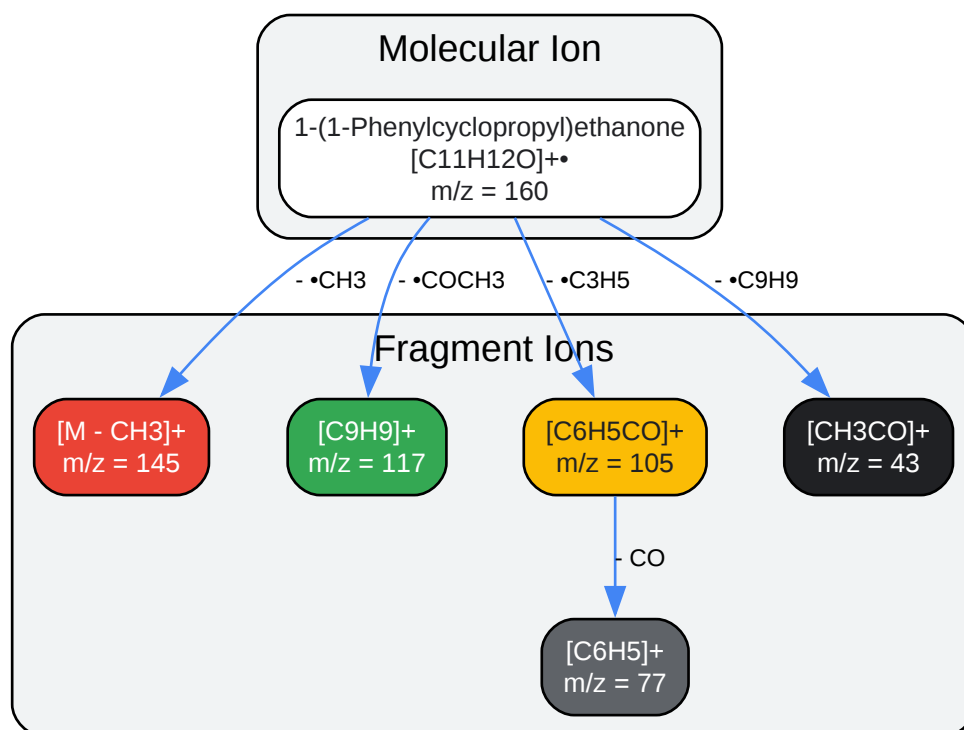 Molecular Ion
1-(1-Phenylcyclopropyl)ethanone
[C11H12O]+•
m/z = 160
- •CH3
- •COCH3
- •C3H5
- •C9H9
Fragment Ions
[M - CH3]+
m/z = 145
[C9H9]+
m/z = 117
[C6H5CO]+
m/z = 105
[CH3CO]+
m/z = 43
- CO
[C6H5]+
m/z = 77